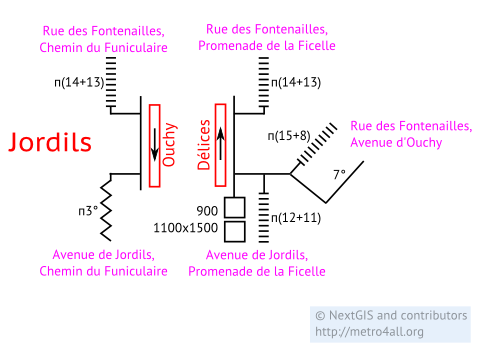 Rue des Fontenailles,
Chemin du Funiculaire
Rue des Fontenailles,
Promenade de la Ficelle
п(14+13)
п(14+13)
Rue des Fontenailles,
Avenue d'Ouchy
п(15+8)
Jordils
Ouchy
Délices
7°
п3°
900
1100x1500
п(12+11)
Avenue de Jordils,
Chemin du Funiculaire
Avenue de Jordils,
Promenade de la Ficelle
© NextGIS and contributors
http://metro4all.org